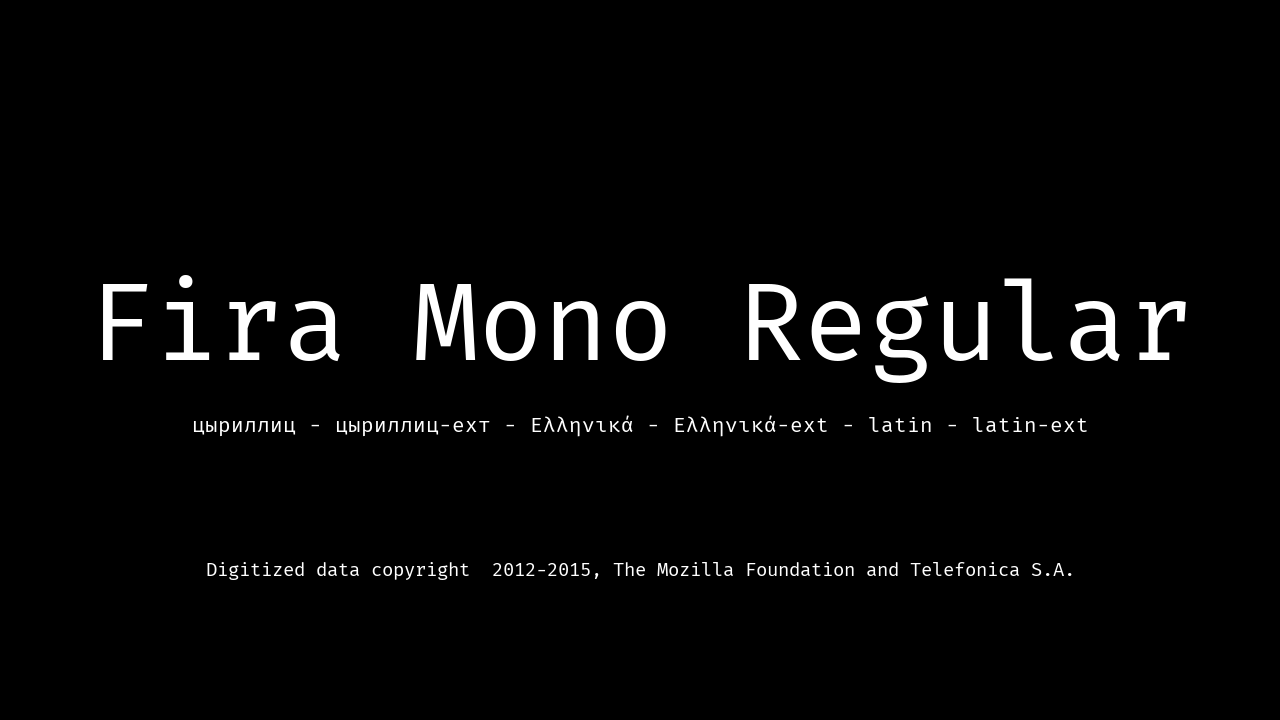 Fira Mono Regular
цыриллиц - цыриллиц-ехт - Ελληνικά - Ελληνικά-ext - latin - latin-ext
Digitized data copyright  2012-2015, The Mozilla Foundation and Telefonica S.A.